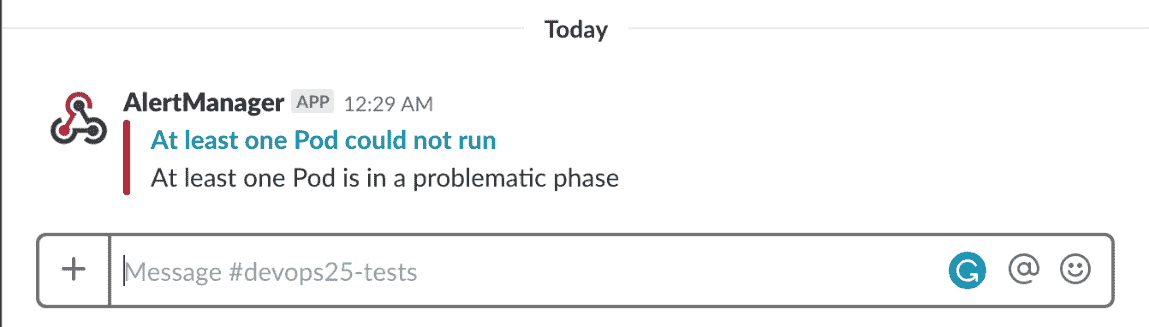 Today
AlertManager APP 12:29 AM
At least one Pod could not run
At least one Pod is in a problematic phase
+ Message #devops25-tests G @